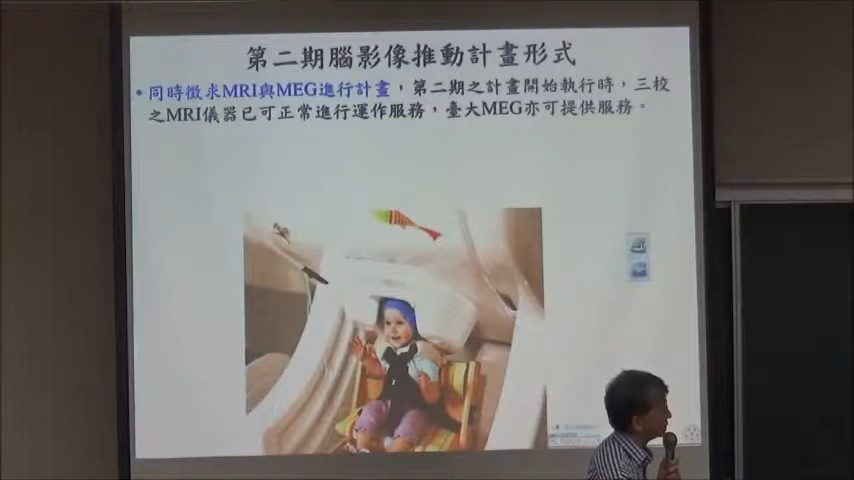 第二期腦影像推動計畫形式
•同時徵求MRI與MEG進行計畫，第二期之計畫開始執行時，三校
之MRI儀器已可正常進行運作服務，臺大MEG亦可提供服務。